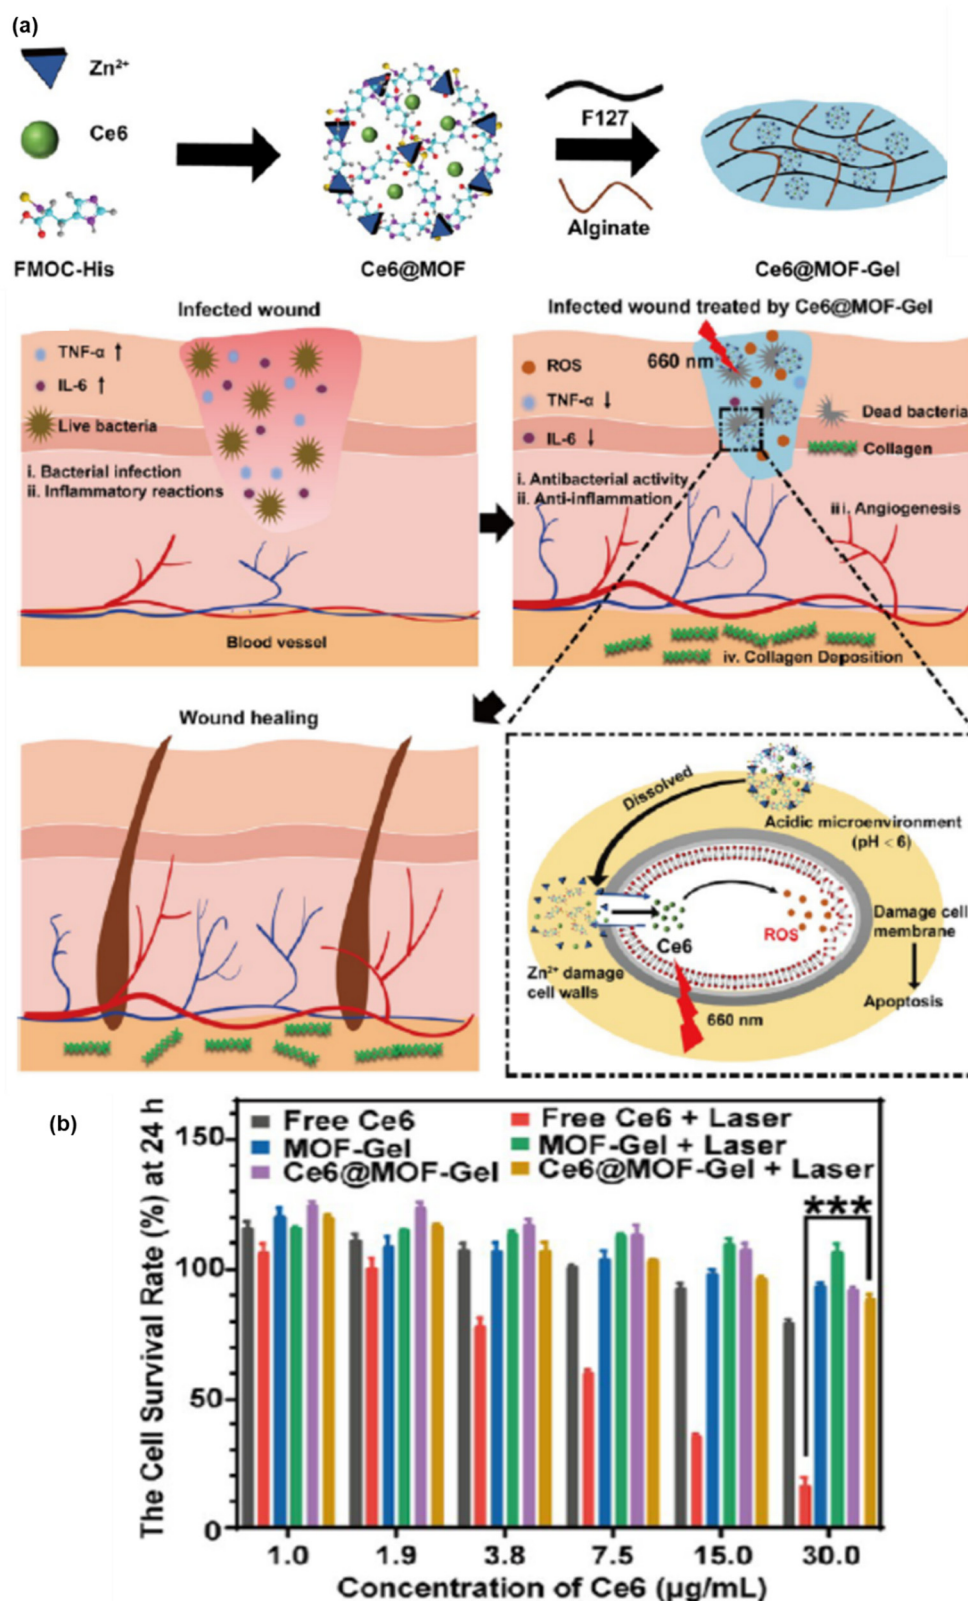 (a)
Zn²⁺
Ce6
FMOC-His
Ce6@MOF
F127
Alginate
Ce6@MOF-Gel
Infected wound
TNF-α ↑
IL-6 ↑
Live bacteria
i. Bacterial infection
ii. Inflammatory reactions
Blood vessel
Infected wound treated by Ce6@MOF-Gel
660 nm
ROS
TNF-α ↓
IL-6 ↓
Dead bacteria
Collagen
i. Antibacterial activity
ii. Anti-inflammation
iii. Angiogenesis
iv. Collagen Deposition
Wound healing
Dissolved
Acidic microenvironment
(pH < 6)
Ce6
ROS
Damage cell
membrane
Apoptosis
Zn²⁺ damage
cell walls
660 nm
(b)
The Cell Survival Rate (%) at 24 h
150
100
50
0
Free Ce6
MOF-Gel
Ce6@MOF-Gel
Free Ce6 + Laser
MOF-Gel + Laser
Ce6@MOF-Gel + Laser
***
1.0 1.9 3.8 7.5 15.0 30.0
Concentration of Ce6 (μg/mL)